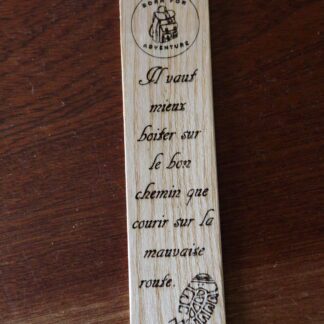 BORN FOR
ADVENTURE
Il vaut
mieux
boiter sur
le bon
chemin que
courir sur la
mauvaise
route.